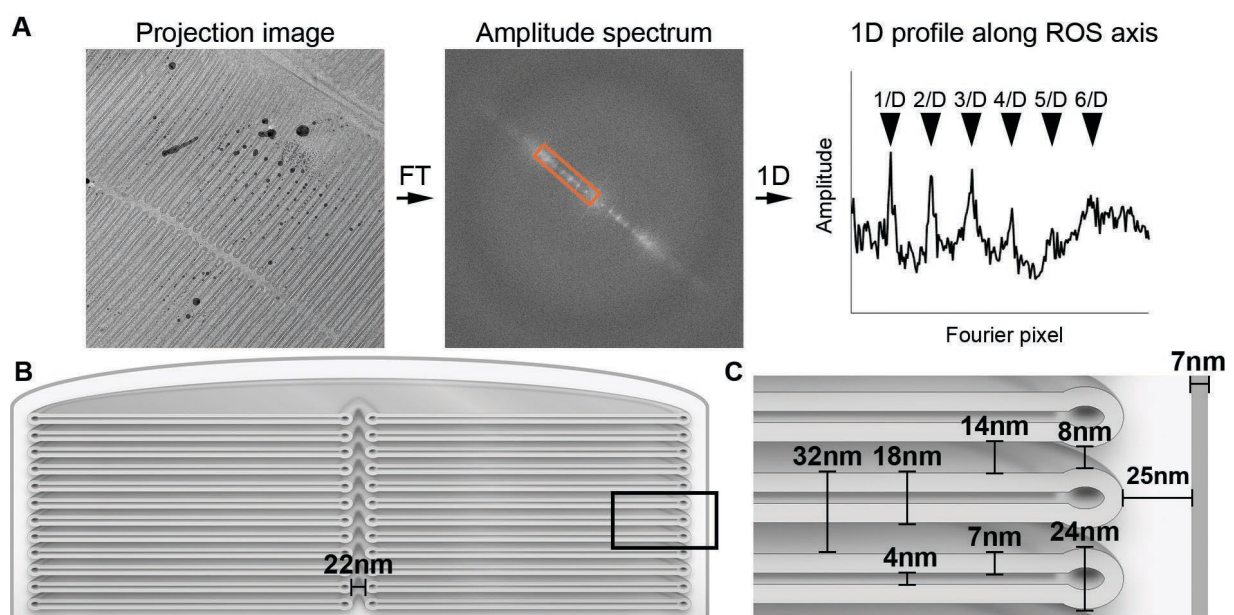 A
Projection image
Amplitude spectrum
1D profile along ROS axis
FT
1D
1/D 2/D 3/D 4/D 5/D 6/D
Amplitude
Fourier pixel
B
22nm
C
7nm
14nm
8nm
32nm
18nm
25nm
7nm
24nm
4nm